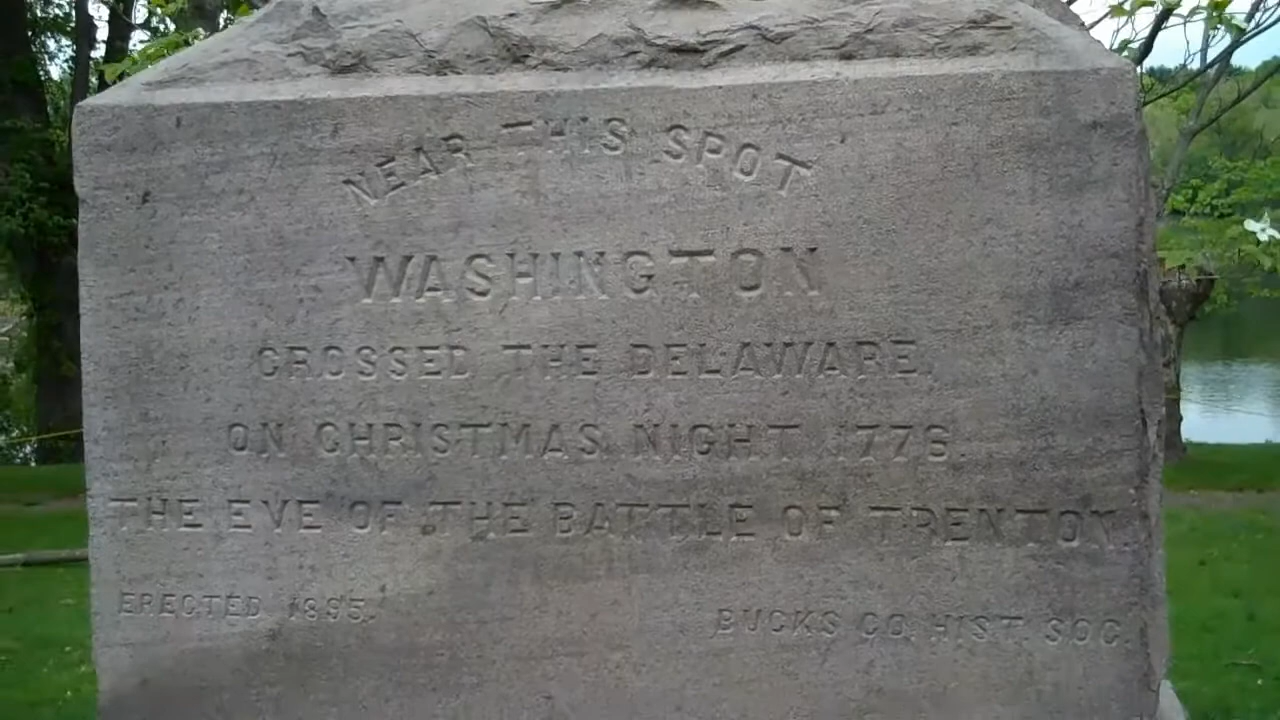 NEAR THIS SPOT
WASHINGTON
CROSSED THE DELAWARE.
ON CHRISTMAS NIGHT 1776.
THE EVE OF THE BATTLE OF TRENTON.
ERECTED 1895.
BUCKS CO. HIST. SOC.